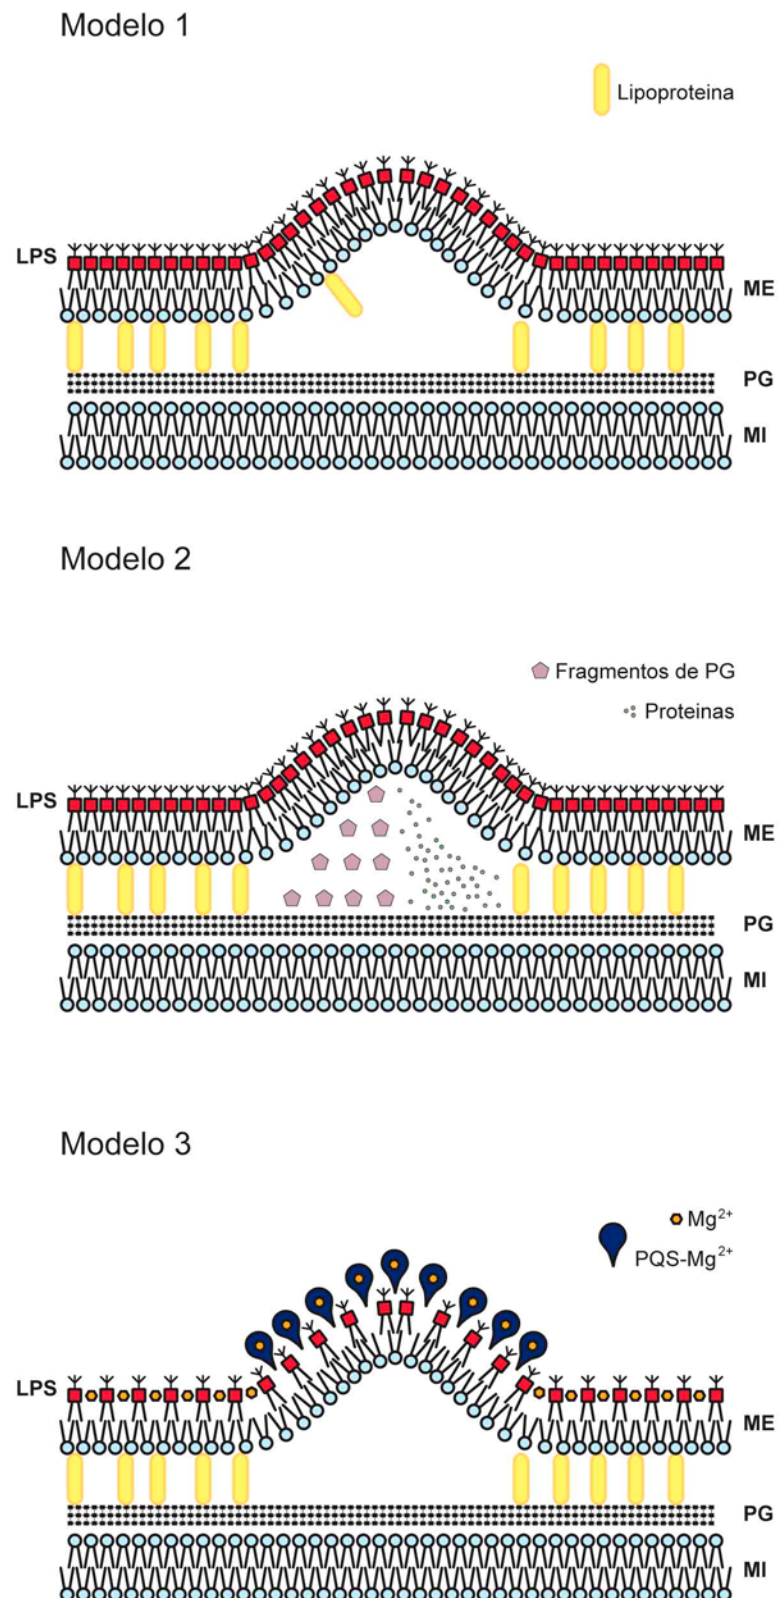 Modelo 1
Lipoproteina
LPS
ME
PG
MI
Modelo 2
Fragmentos de PG
Proteinas
LPS
ME
PG
MI
Modelo 3
Mg²⁺
PQS-Mg²⁺
LPS
ME
PG
MI